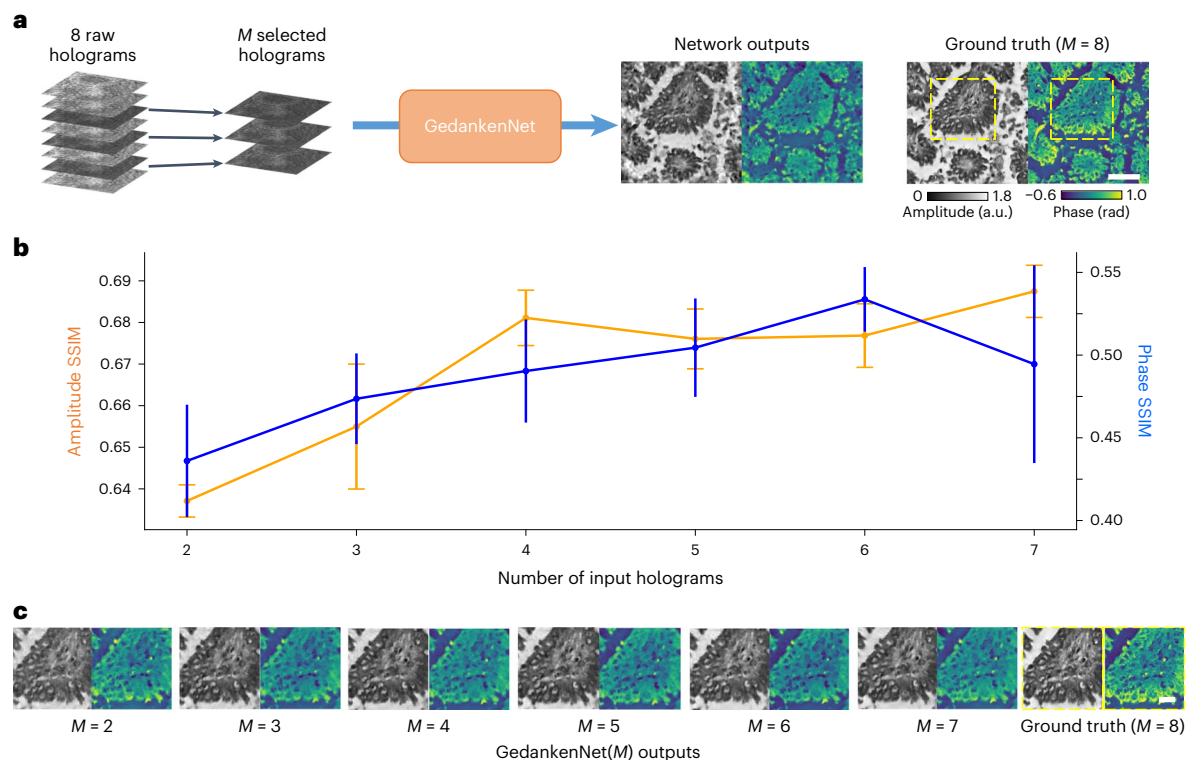 a
8 raw
holograms
M selected
holograms
GedankenNet
Network outputs
Ground truth (M = 8)
0 1.8
Amplitude (a.u.)
−0.6 1.0
Phase (rad)
b
Amplitude SSIM
0.69
0.68
0.67
0.66
0.65
0.64
Phase SSIM
0.55
0.50
0.45
0.40
2 3 4 5 6 7
Number of input holograms
c
M = 2 M = 3 M = 4 M = 5 M = 6 M = 7 Ground truth (M = 8)
GedankenNet(M) outputs